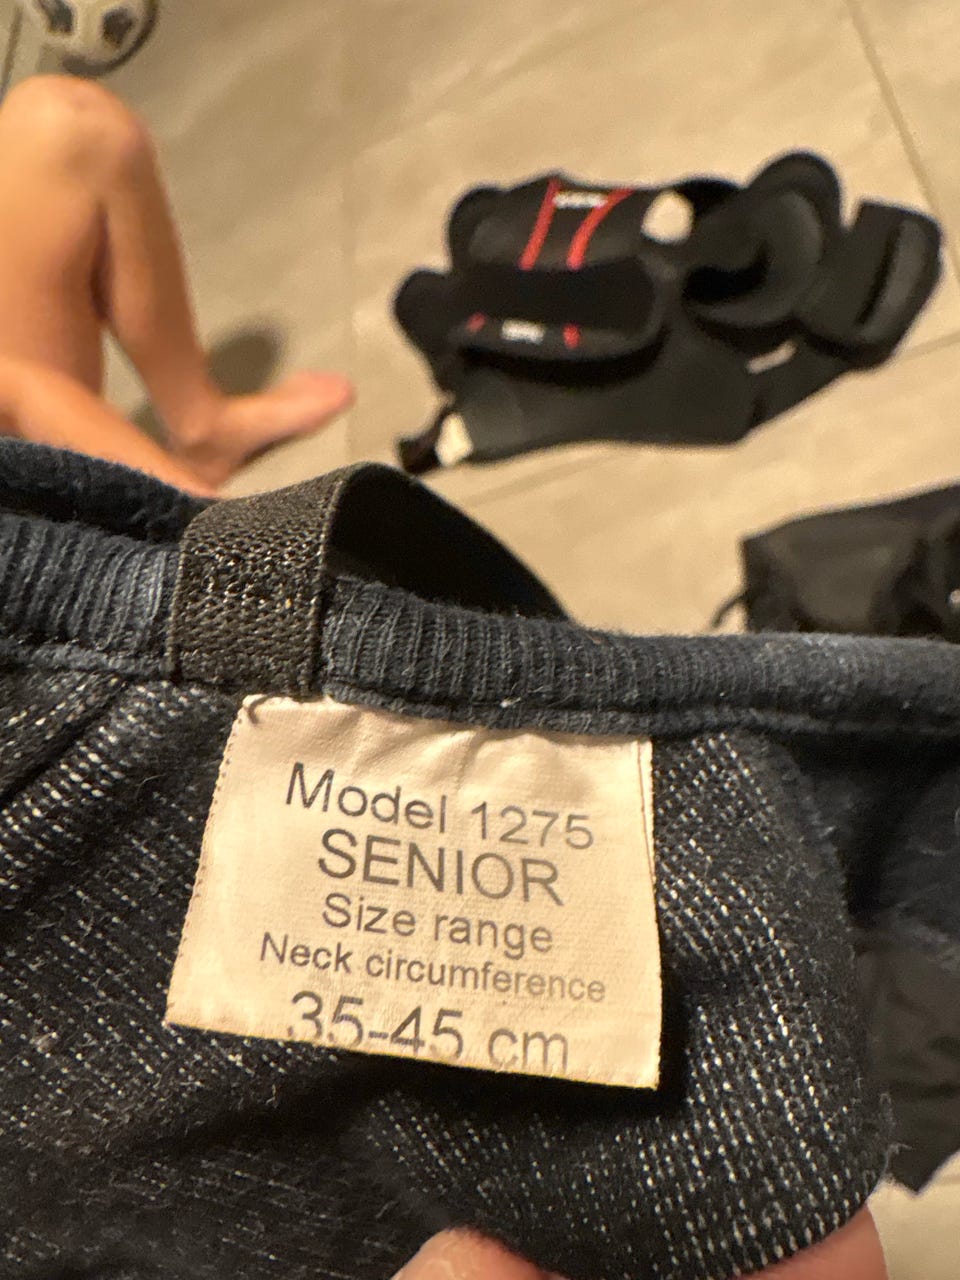 Model 1275
SENIOR
Size range
Neck circumference
35-45 cm